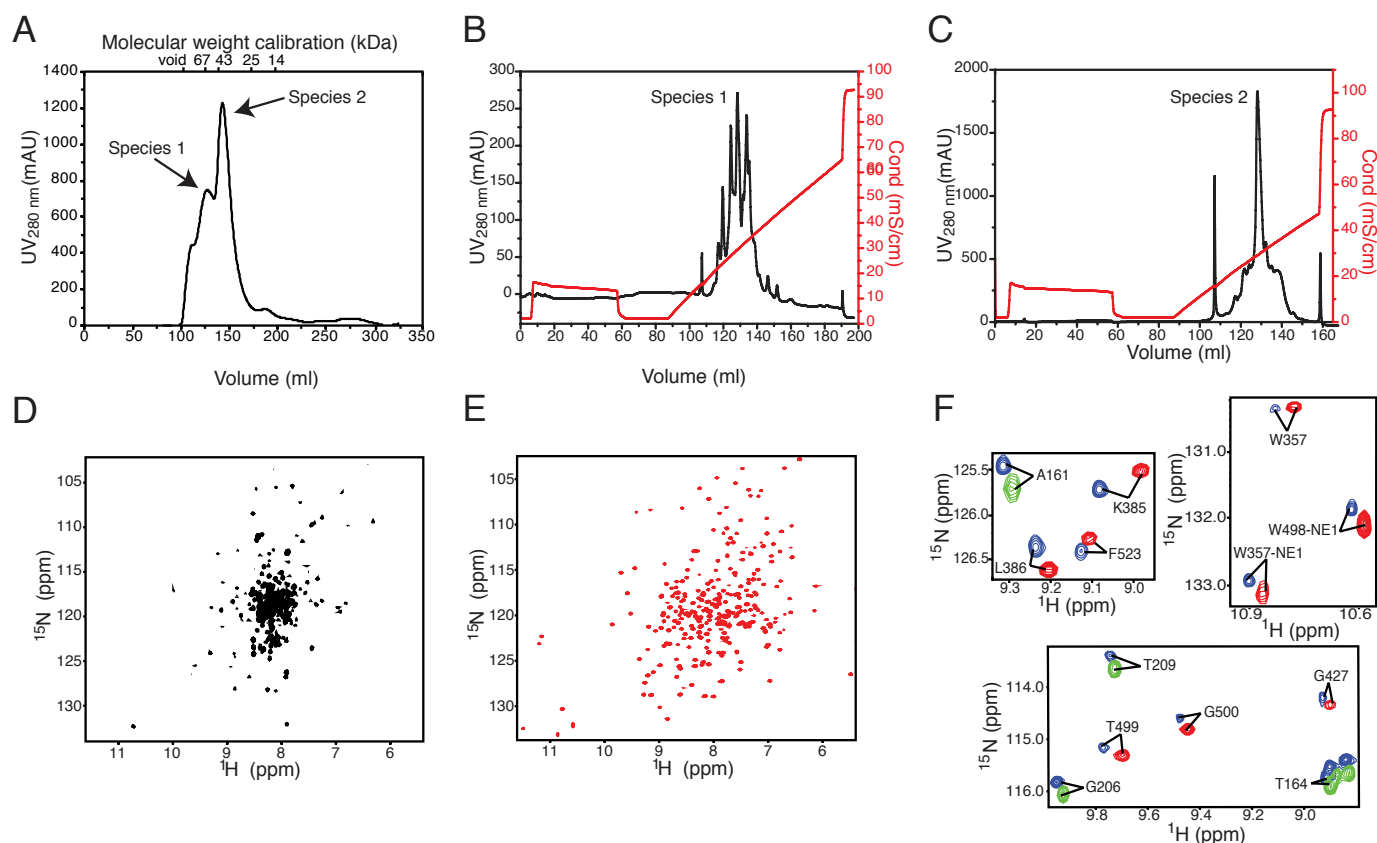 A
Molecular weight calibration (kDa)
void 67 43 25 14
1400
1200
1000
800
600
400
200
0
UV280 nm(mAU)
Species 1
Species 2
0 50 100 150 200 250 300 350
Volume (ml)
B
300
250
200
150
100
50
0
UV280 nm(mAU)
Species 1
100
90
80
70
60
60
50
40
30
20
10
0
Cond (mS/cm)
0 20 40 60 80 100 120 140 160 180 200
Volume (ml)
C
2000
1500
1000
500
0
UV280 nm(mAU)
Species 2
100
80
60
40
20
0
Cond (mS/cm)
0 20 40 60 80 100 120 140 160
Volume (ml)
D
105
110
115
120
125
130
15N (ppm)
11 10 9 8 7 6
1H (ppm)
E
105
110
115
120
125
130
15N (ppm)
11 10 9 8 7 6
1H (ppm)
F
125.5
126.0
126.5
15N (ppm)
A161
K385
L386
F523
9.3 9.2 9.1 9.0
1H (ppm)
131.0
132.0
133.0
15N (ppm)
W357
W498-NE1
W357-NE1
10.9 10.6
1H (ppm)
114.0
115.0
116.0
15N (ppm)
T209
G427
T499
G500
G206
T164
9.8 9.6 9.4 9.2 9.0
1H (ppm)